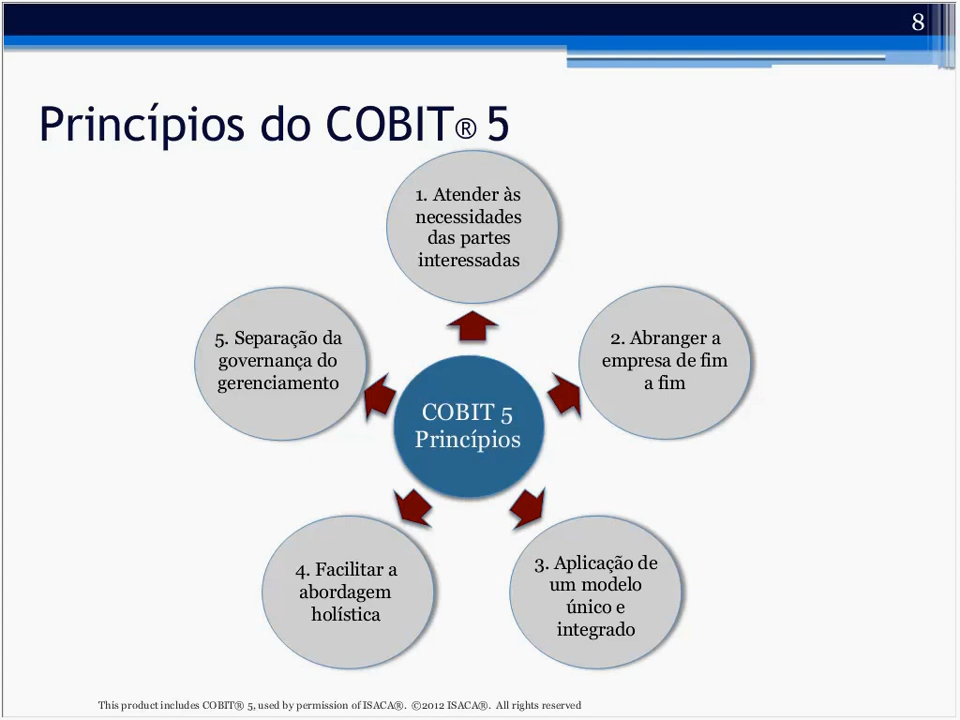 8
Princípios do COBIT® 5
1. Atender às
necessidades
das partes
interessadas
2. Abranger a
empresa de fim
a fim
3. Aplicação de
um modelo
único e
integrado
4. Facilitar a
abordagem
holística
5. Separação da
governança do
gerenciamento
COBIT 5
Princípios
This product includes COBIT® 5, used by permission of ISACA®. ©2012 ISACA®. All rights reserved